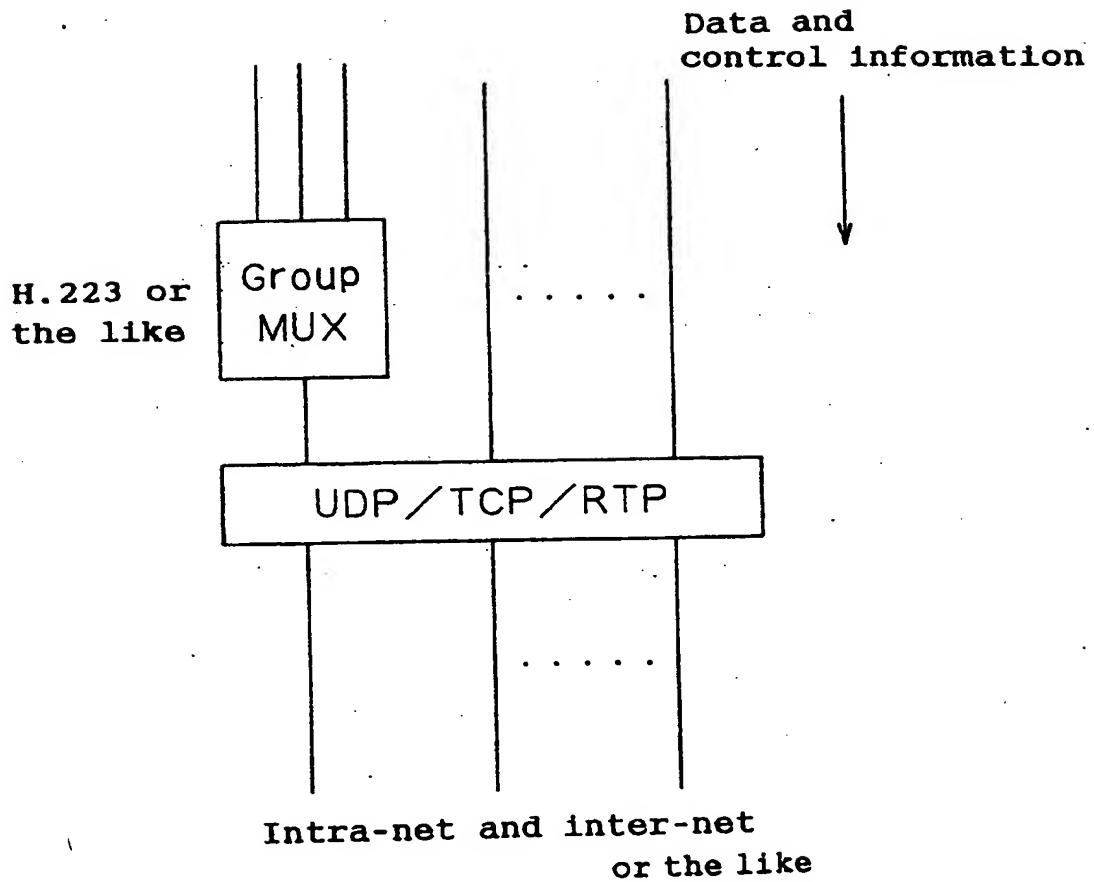 Data and
control information
H.223 or
the like
Group
MUX
UDP/TCP/RTP
Intra-net and inter-net
or the like